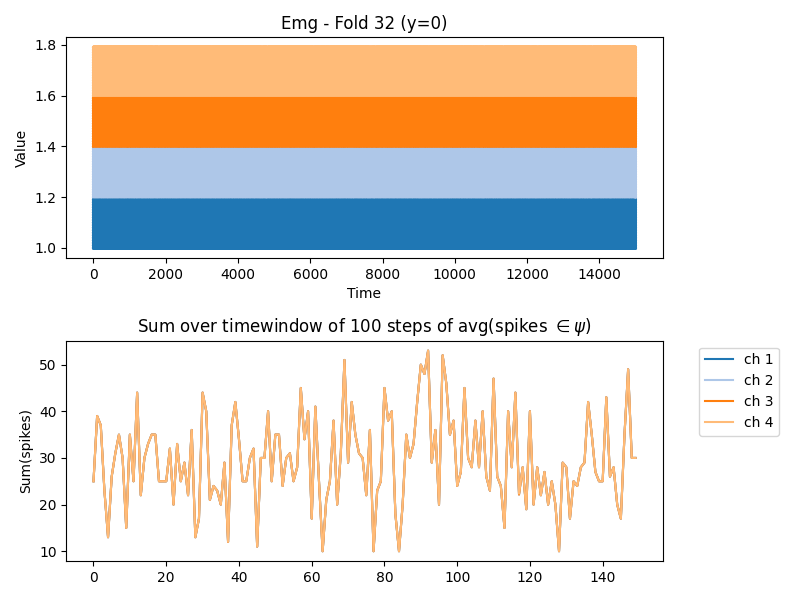 Emg - Fold 32 (y=0)
1.8
1.6
1.4
1.2
1.0
Value
0 2000 4000 6000 8000 10000 12000 14000
Time
Sum over timewindow of 100 steps of avg(spikes ∈ψ)
50
40
30
20
10
Sum(spikes)
0 20 40 60 80 100 120 140
ch 1
ch 2
ch 3
ch 4